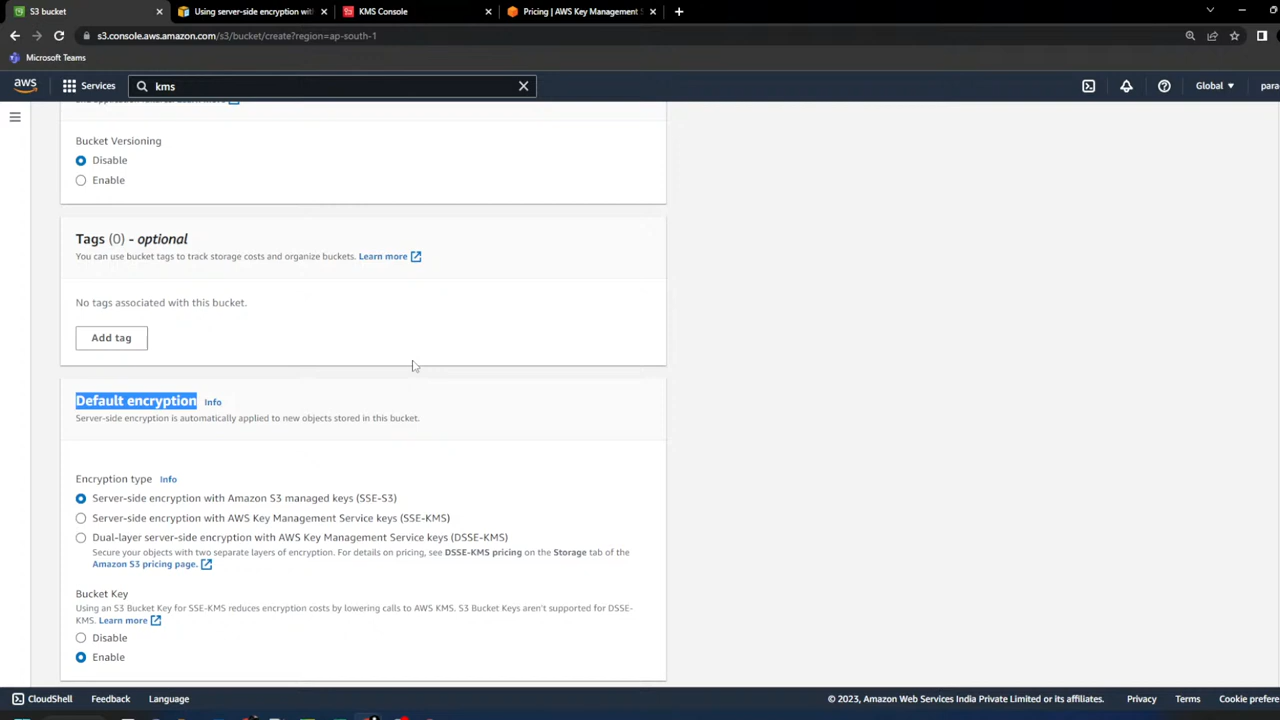 S3 bucket
Using server-side encryption with
KMS Console
Pricing | AWS Key Management S
s3.console.aws.amazon.com/s3/bucket/create?region=ap-south-1
Microsoft Teams
aws
Services
kms
Global
para
Bucket Versioning
Disable
Enable
Tags (0) - optional
You can use bucket tags to track storage costs and organize buckets. Learn more
No tags associated with this bucket.
Add tag
Default encryption Info
Server-side encryption is automatically applied to new objects stored in this bucket.
Encryption type Info
Server-side encryption with Amazon S3 managed keys (SSE-S3)
Server-side encryption with AWS Key Management Service keys (SSE-KMS)
Dual-layer server-side encryption with AWS Key Management Service keys (DSSE-KMS)
Secure your objects with two separate layers of encryption. For details on pricing, see DSSE-KMS pricing on the Storage tab of the
Amazon S3 pricing page.
Bucket Key
Using an S3 Bucket Key for SSE-KMS reduces encryption costs by lowering calls to AWS KMS. S3 Bucket Keys aren't supported for DSSE-
KMS. Learn more
Disable
Enable
CloudShell
Feedback
Language
© 2023, Amazon Web Services India Private Limited or its affiliates.
Privacy
Terms
Cookie prefere